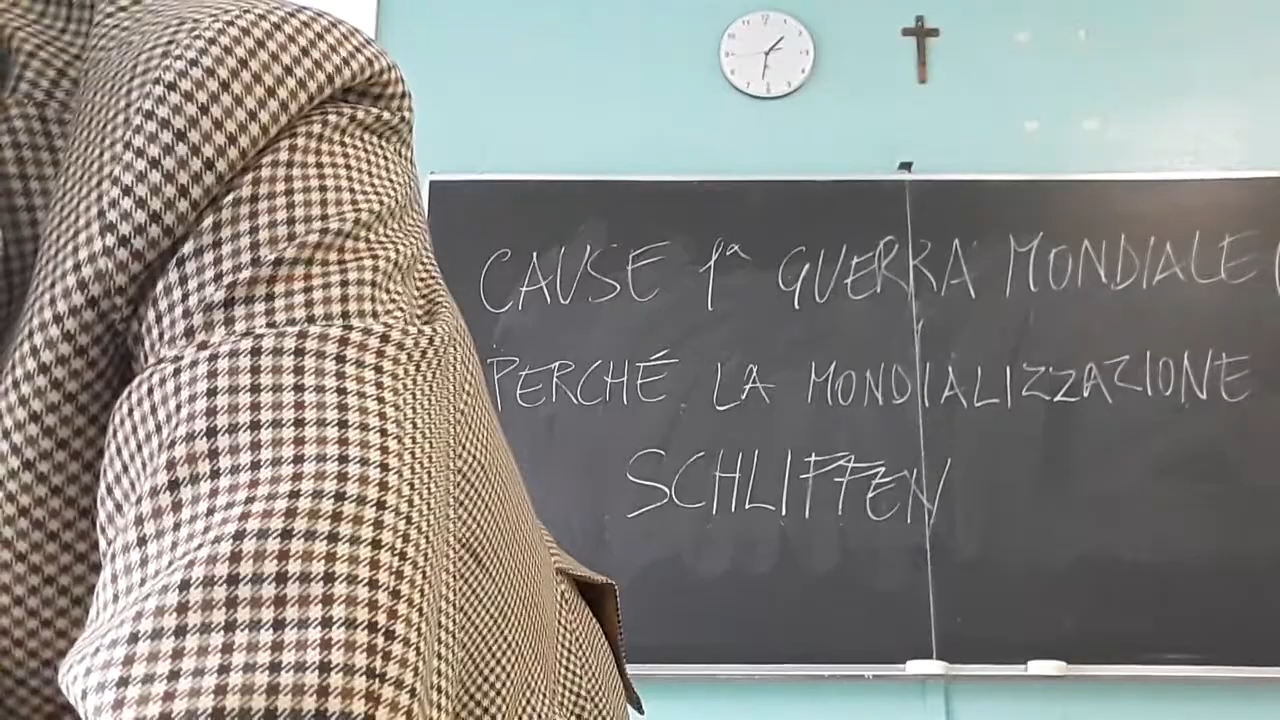 CAUSE 1ª GUERRA MONDIALE (
PERCHÉ LA MONDIALIZZAZIONE
SCHLIFFEN